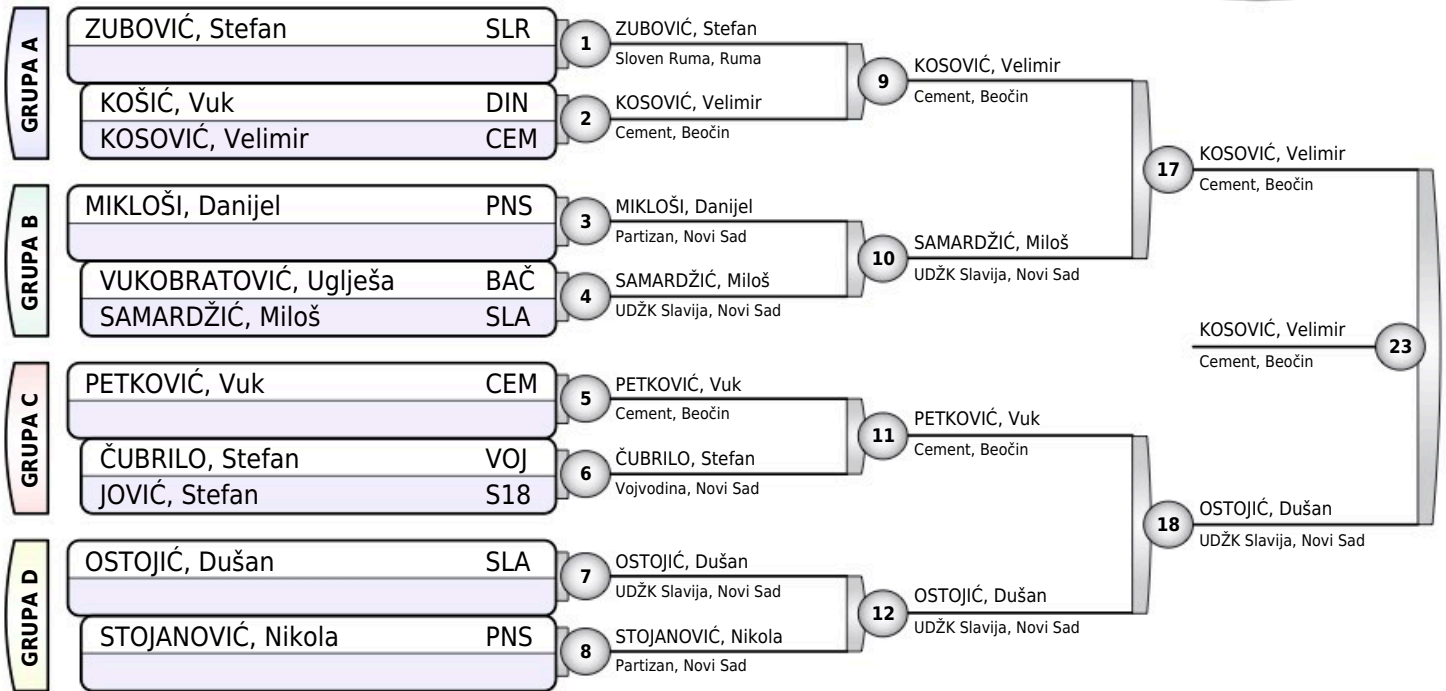 GRUPA A
ZUBOVIĆ, Stefan SLR
KOŠIĆ, Vuk DIN
KOSOVIĆ, Velimir CEM
GRUPA B
MIKLOŠI, Danijel PNS
VUKOBRATOVIĆ, Uglješa BAČ
SAMARDŽIĆ, Miloš SLA
GRUPA C
PETKOVIĆ, Vuk CEM
ČUBRILO, Stefan VOJ
JOVIĆ, Stefan S18
GRUPA D
OSTOJIĆ, Dušan SLA
STOJANOVIĆ, Nikola PNS
1
ZUBOVIĆ, Stefan
Sloven Ruma, Ruma
2
KOSOVIĆ, Velimir
Cement, Beočin
3
MIKLOŠI, Danijel
Partizan, Novi Sad
4
SAMARDŽIĆ, Miloš
UDŽK Slavija, Novi Sad
5
PETKOVIĆ, Vuk
Cement, Beočin
6
ČUBRILO, Stefan
Vojvodina, Novi Sad
7
OSTOJIĆ, Dušan
UDŽK Slavija, Novi Sad
8
STOJANOVIĆ, Nikola
Partizan, Novi Sad
9
KOSOVIĆ, Velimir
Cement, Beočin
10
SAMARDŽIĆ, Miloš
UDŽK Slavija, Novi Sad
11
PETKOVIĆ, Vuk
Cement, Beočin
12
OSTOJIĆ, Dušan
UDŽK Slavija, Novi Sad
17
KOSOVIĆ, Velimir
Cement, Beočin
18
OSTOJIĆ, Dušan
UDŽK Slavija, Novi Sad
KOSOVIĆ, Velimir
Cement, Beočin
23